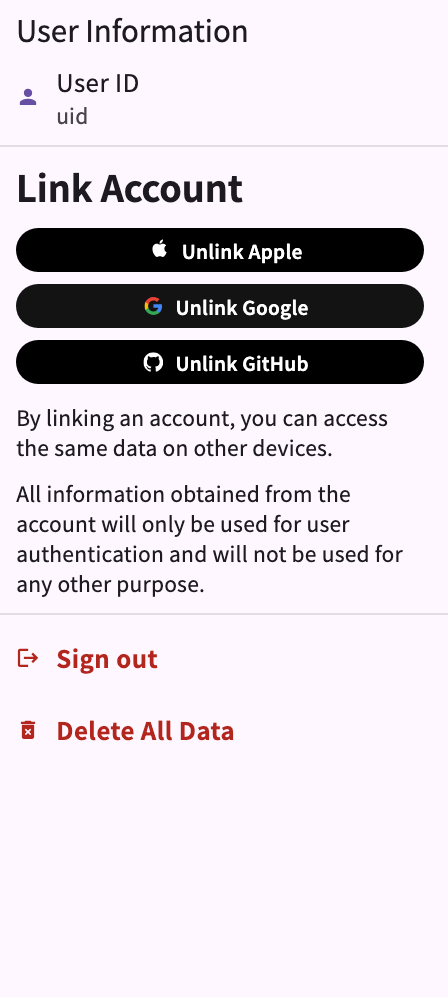 User Information
User ID
uid
Link Account
Unlink Apple
Unlink Google
Unlink GitHub
By linking an account, you can access
the same data on other devices.
All information obtained from the
account will only be used for user
authentication and will not be used for
any other purpose.
Sign out
Delete All Data